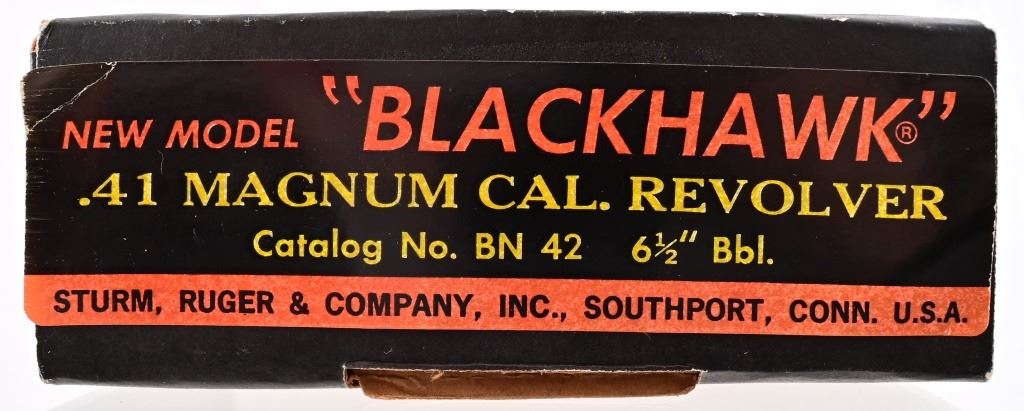 NEW MODEL "BLACKHAWK®"
.41 MAGNUM CAL. REVOLVER
Catalog No. BN 42 6½" Bbl.
STURM, RUGER & COMPANY, INC., SOUTHPORT, CONN. U.S.A.